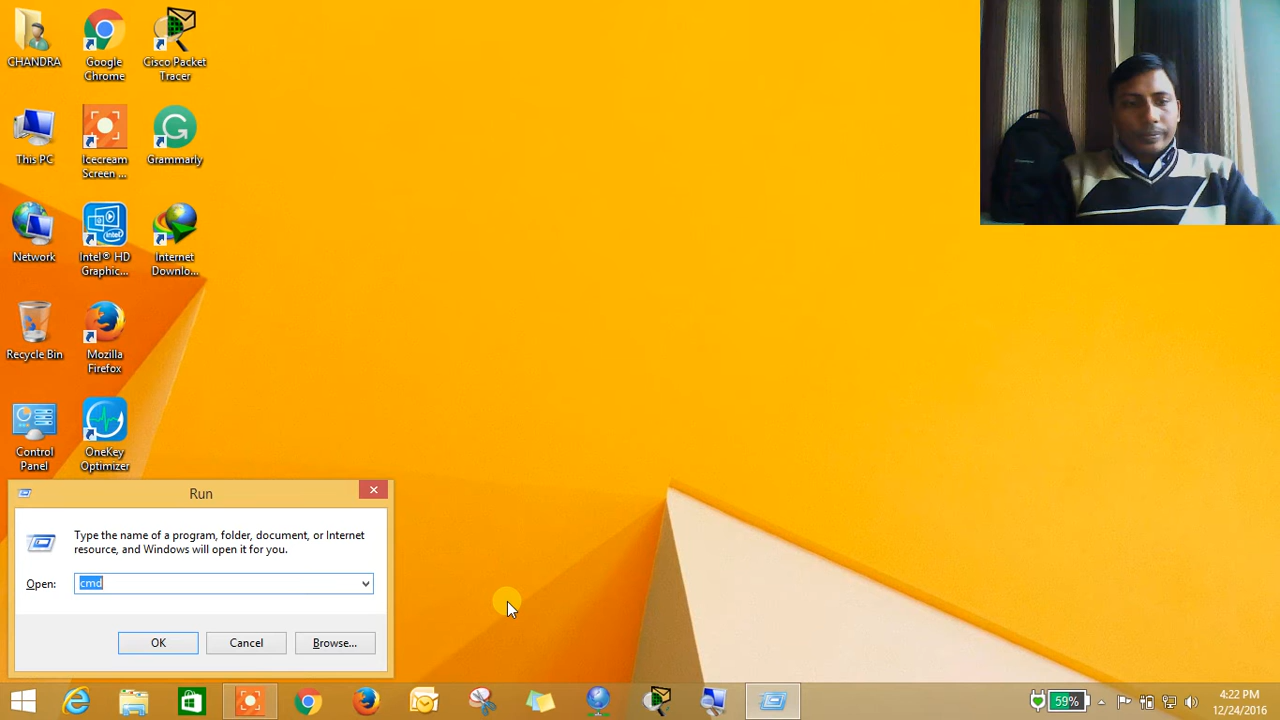 CHANDRA
Google
Chrome
Cisco Packet
Tracer
This PC
Icecream
Screen ...
Grammarly
Network
Intel® HD
Graphic...
Internet
Downlo...
Recycle Bin
Mozilla
Firefox
Control
Panel
OneKey
Optimizer
Run
Type the name of a program, folder, document, or Internet
resource, and Windows will open it for you.
Open:
cmd
OK
Cancel
Browse...
59%
4:22 PM
12/24/2016